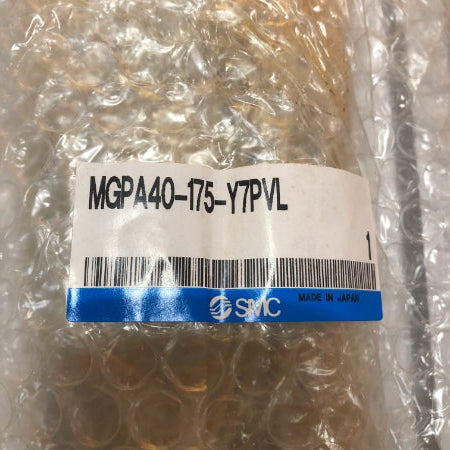 MGPA40-175-Y7PVL
1
MADE IN JAPAN
SMC